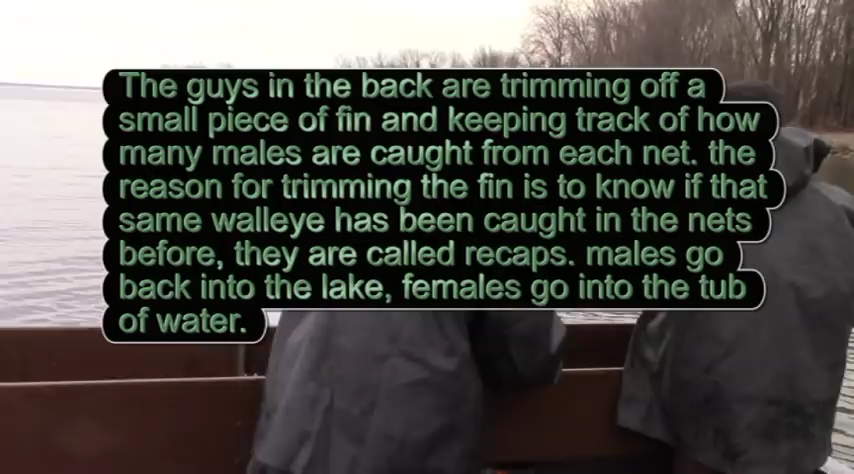 The guys in the back are trimming off a
small piece of fin and keeping track of how
many males are caught from each net. the
reason for trimming the fin is to know if that
same walleye has been caught in the nets
before, they are called recaps. males go
back into the lake, females go into the tub
of water.